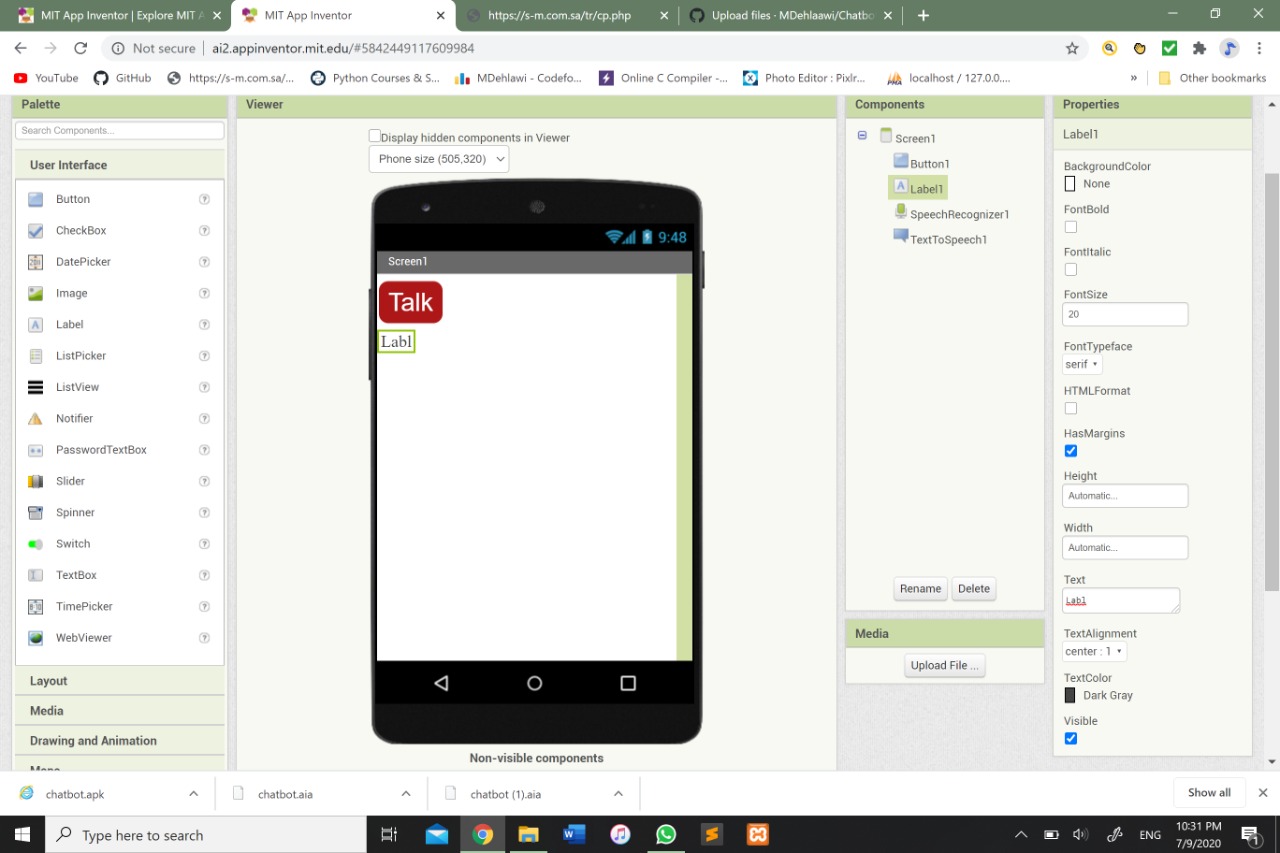 MIT App Inventor | Explore MIT A
MIT App Inventor
https://s-m.com.sa/tr/cp.php
Upload files · MDehlaawi/Chatbo
Not secure
ai2.appinventor.mit.edu/#5842449117609984
YouTube
GitHub
https://s-m.com.sa/...
Python Courses & S...
MDehlawi - Codefo...
Online C Compiler -...
Photo Editor : Pixlr...
localhost / 127.0.0....
»
Other bookmarks
Palette
Search Components...
User Interface
Button
CheckBox
DatePicker
Image
Label
ListPicker
ListView
Notifier
PasswordTextBox
Slider
Spinner
Switch
TextBox
TimePicker
WebViewer
Layout
Media
Drawing and Animation
Maps
Viewer
Display hidden components in Viewer
Phone size (505,320)
9:48
Screen1
Talk
Labl
Non-visible components
Components
Screen1
Button1
Label1
SpeechRecognizer1
TextToSpeech1
Rename
Delete
Media
Upload File ...
Properties
Label1
BackgroundColor
None
FontBold
FontItalic
FontSize
20
FontTypeface
serif
HTMLFormat
HasMargins
Height
Automatic...
Width
Automatic...
Text
Labl
TextAlignment
center : 1
TextColor
Dark Gray
Visible
chatbot.apk
chatbot.aia
chatbot (1).aia
Show all
Type here to search
ENG
10:31 PM
7/9/2020
1